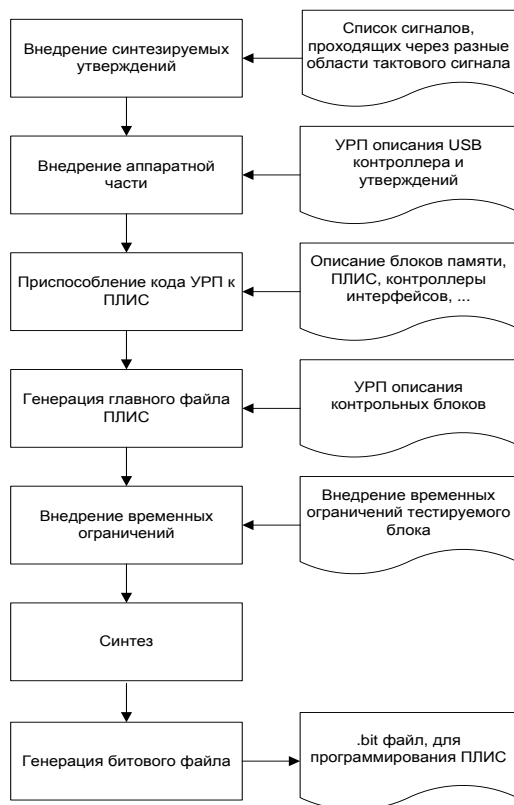 Внедрение синтезируемых
утверждений
Список сигналов,
проходящих через разные
области тактового сигнала
Внедрение аппаратной
части
УРП описания USB
контроллера и
утверждений
Приспособление кода УРП к
ПЛИС
Описание блоков памяти,
ПЛИС, контроллеры
интерфейсов, ...
Генерация главного файла
ПЛИС
УРП описания
контрольных блоков
Внедрение временных
ограничений
Внедрение временных
ограничений тестируемого
блока
Синтез
Генерация битового файла
.bit файл, для
программирования ПЛИС